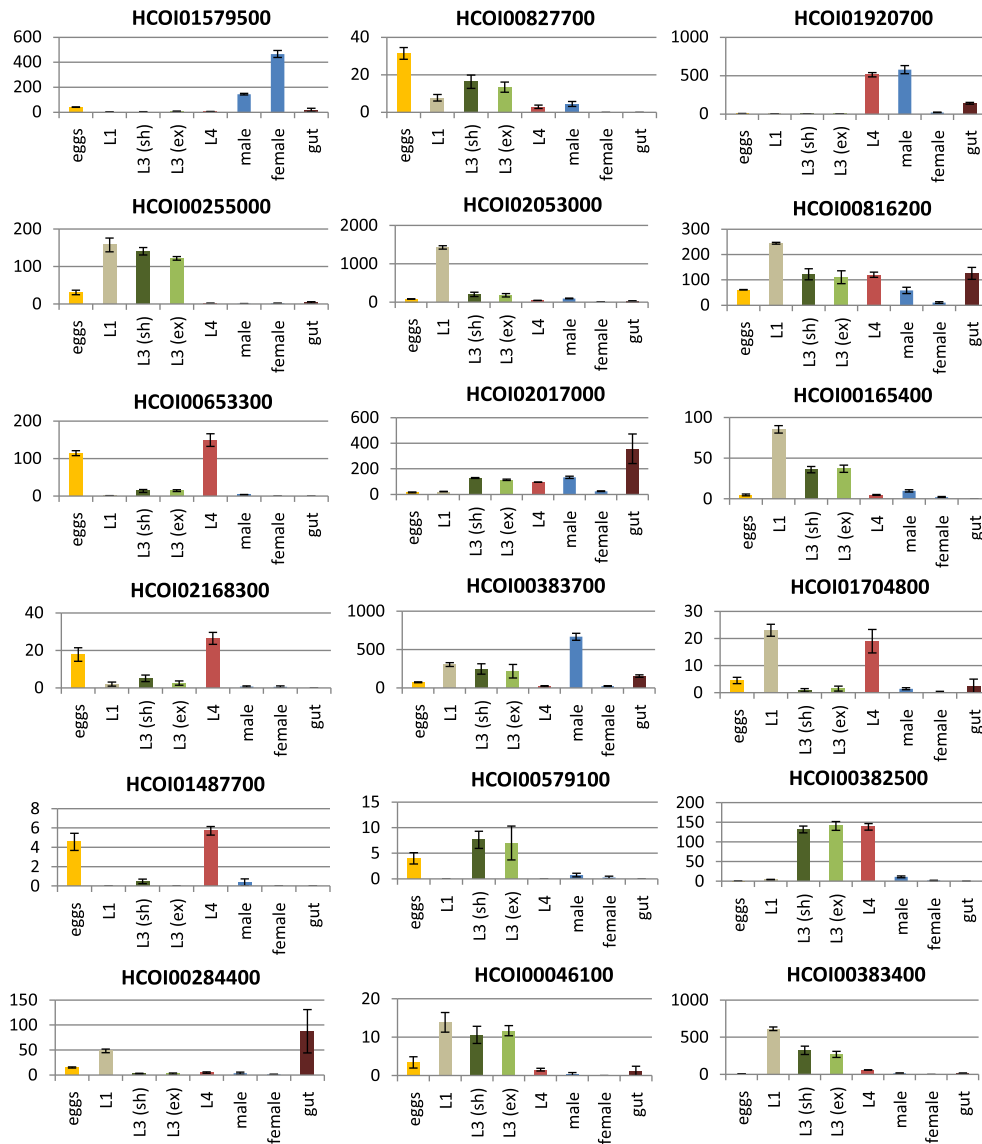 HCOI01579500
600
400
200
0
eggs
L1
L3 (sh)
L3 (ex)
L4
male
female
gut
HCOI00827700
40
20
0
eggs
L1
L3 (sh)
L3 (ex)
L4
male
female
gut
HCOI01920700
1000
500
0
eggs
L1
L3 (sh)
L3 (ex)
L4
male
female
gut
HCOI00255000
200
100
0
eggs
L1
L3 (sh)
L3 (ex)
L4
male
female
gut
HCOI02053000
2000
1000
0
eggs
L1
L3 (sh)
L3 (ex)
L4
male
female
gut
HCOI00816200
300
200
100
0
eggs
L1
L3 (sh)
L3 (ex)
L4
male
female
gut
HCOI00653300
200
100
0
eggs
L1
L3 (sh)
L3 (ex)
L4
male
female
gut
HCOI02017000
600
400
200
0
eggs
L1
L3 (sh)
L3 (ex)
L4
male
female
gut
HCOI00165400
100
50
0
eggs
L1
L3 (sh)
L3 (ex)
L4
male
female
gut
HCOI02168300
40
20
0
eggs
L1
L3 (sh)
L3 (ex)
L4
male
female
gut
HCOI00383700
1000
500
0
eggs
L1
L3 (sh)
L3 (ex)
L4
male
female
gut
HCOI01704800
30
20
10
0
eggs
L1
L3 (sh)
L3 (ex)
L4
male
female
gut
HCOI01487700
8
6
4
2
0
eggs
L1
L3 (sh)
L3 (ex)
L4
male
female
gut
HCOI00579100
15
10
5
0
eggs
L1
L3 (sh)
L3 (ex)
L4
male
female
gut
HCOI00382500
200
150
100
50
0
eggs
L1
L3 (sh)
L3 (ex)
L4
male
female
gut
HCOI00284400
150
100
50
0
eggs
L1
L3 (sh)
L3 (ex)
L4
male
female
gut
HCOI00046100
20
10
0
eggs
L1
L3 (sh)
L3 (ex)
L4
male
female
gut
HCOI00383400
1000
500
0
eggs
L1
L3 (sh)
L3 (ex)
L4
male
female
gut